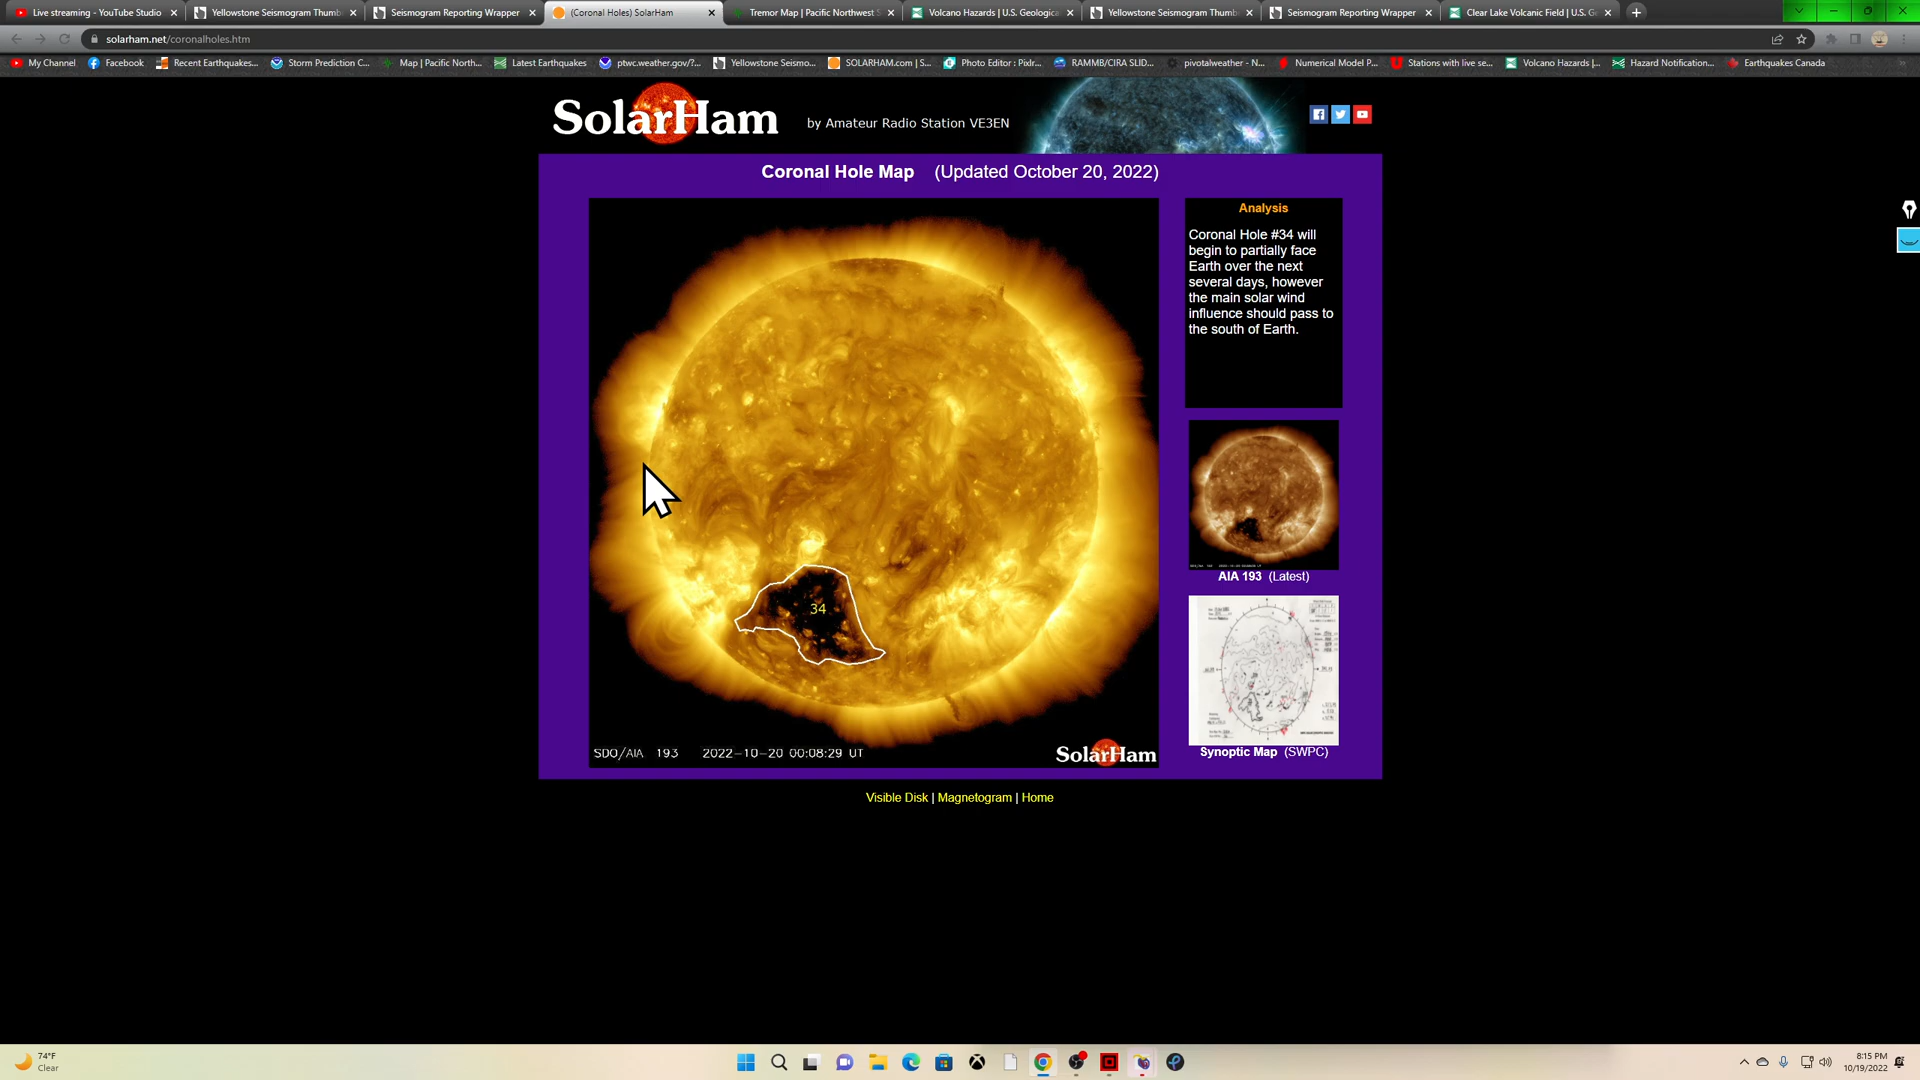 Live streaming - YouTube Studio
Yellowstone Seismogram Thumb
Seismogram Reporting Wrapper
(Coronal Holes) SolarHam
Tremor Map | Pacific Northwest S
Volcano Hazards | U.S. Geologica
Yellowstone Seismogram Thumb
Seismogram Reporting Wrapper
Clear Lake Volcanic Field | U.S. G
solarham.net/coronalholes.htm
My Channel
Facebook
Recent Earthquakes...
Storm Prediction C...
Map | Pacific North...
Latest Earthquakes
ptwc.weather.gov/?...
Yellowstone Seismo...
SOLARHAM.com | S...
Photo Editor : Pixlr...
RAMMB/CIRA SLID...
pivotalweather - N...
Numerical Model P...
Stations with live se...
Volcano Hazards |...
Hazard Notification...
Earthquakes Canada
SolarHam
by Amateur Radio Station VE3EN
Coronal Hole Map (Updated October 20, 2022)
Analysis
Coronal Hole #34 will
begin to partially face
Earth over the next
several days, however
the main solar wind
influence should pass to
the south of Earth.
34
SDO/AIA 193 2022-10-20 00:08:29 UT
SolarHam
AIA 193 (Latest)
Synoptic Map (SWPC)
Visible Disk | Magnetogram | Home
74°F
Clear
8:15 PM
10/19/2022